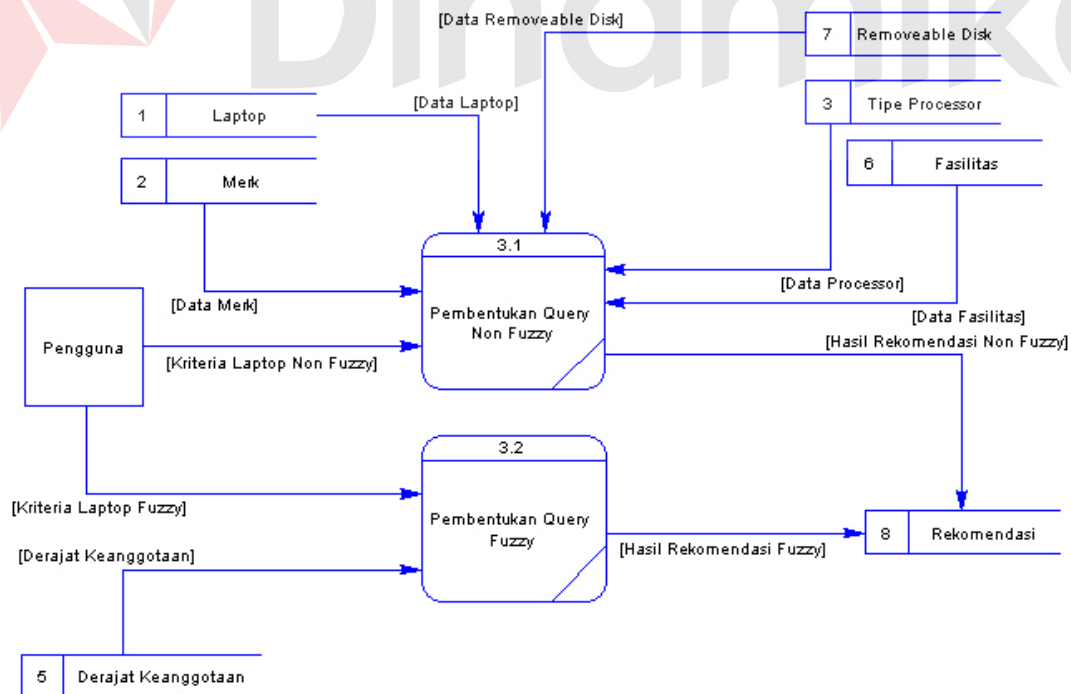 Dinamika
[Data Removeable Disk]
7 Removeable Disk
[Data Laptop]
3 Tipe Processor
1 Laptop
6 Fasilitas
2 Merk
3.1
[Data Processor]
[Data Merk]
Pembentukan Query
Non Fuzzy
[Data Fasilitas]
[Hasil Rekomendasi Non Fuzzy]
Pengguna
[Kriteria Laptop Non Fuzzy]
3.2
[Kriteria Laptop Fuzzy]
Pembentukan Query
Fuzzy
8 Rekomendasi
[Hasil Rekomendasi Fuzzy]
[Derajat Keanggotaan]
5 Derajat Keanggotaan